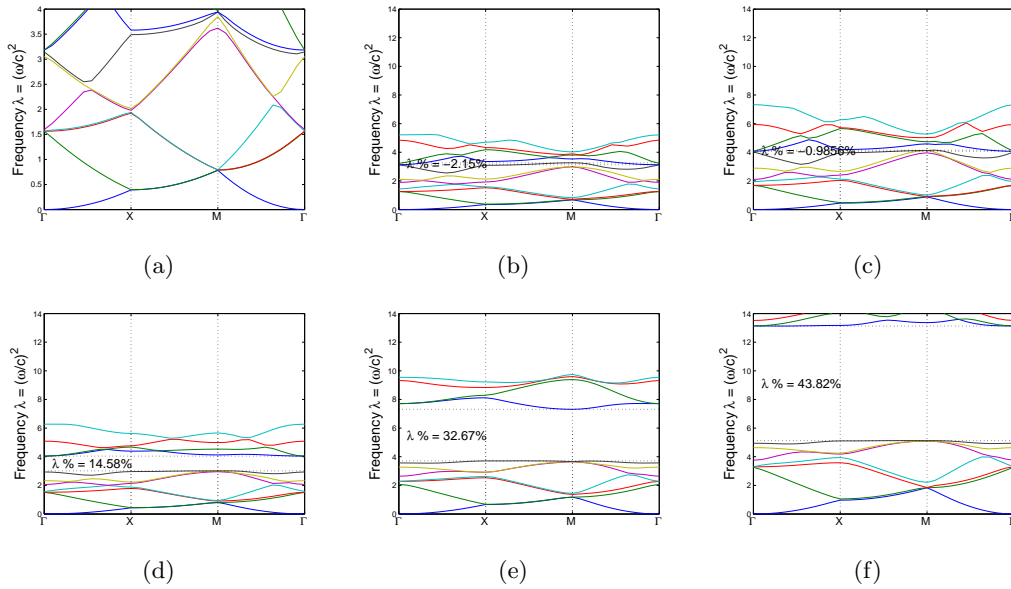 Frequency λ = (ω/c)²
4
3.5
3
2.5
2
1.5
1
0.5
0
Γ X M Γ
(a)
Frequency λ = (ω/c)²
14
12
10
8
6
4
2
0
λ % = −2.15%
Γ X M Γ
(b)
Frequency λ = (ω/c)²
14
12
10
8
6
4
2
0
λ % = −0.9856%
Γ X M Γ
(c)
Frequency λ = (ω/c)²
14
12
10
8
6
4
2
0
λ % = 14.58%
Γ X M Γ
(d)
Frequency λ = (ω/c)²
14
12
10
8
6
4
2
0
λ % = 32.67%
Γ X M Γ
(e)
Frequency λ = (ω/c)²
14
12
10
8
6
4
2
0
λ % = 43.82%
Γ X M Γ
(f)